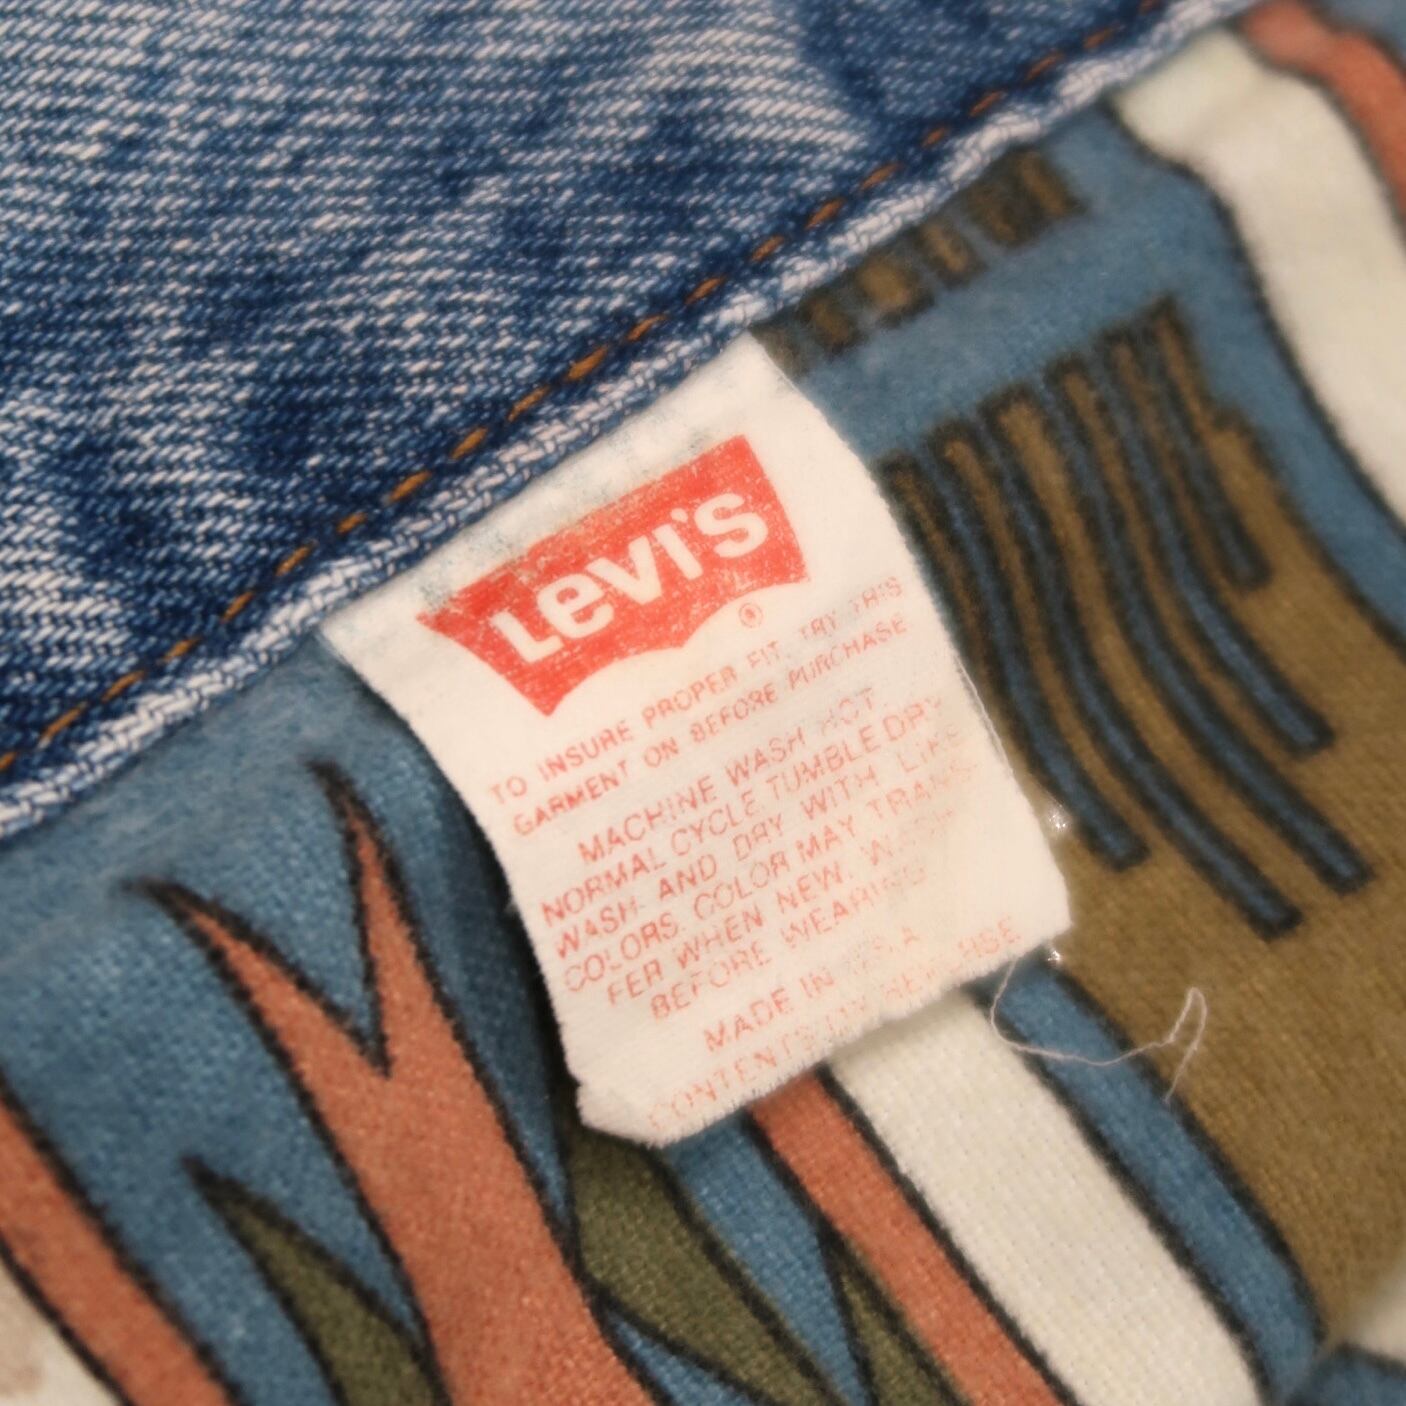 Levi's
®
TO INSURE PROPER FIT, TRY THIS
GARMENT ON BEFORE PURCHASE
MACHINE WASH HOT
NORMAL CYCLE TUMBLE DRY
WASH AND DRY WITH LIKE
COLORS. COLOR MAY TRANS-
FER WHEN NEW.
BEFORE WEARING
MADE IN U.S.A
CONTENTS